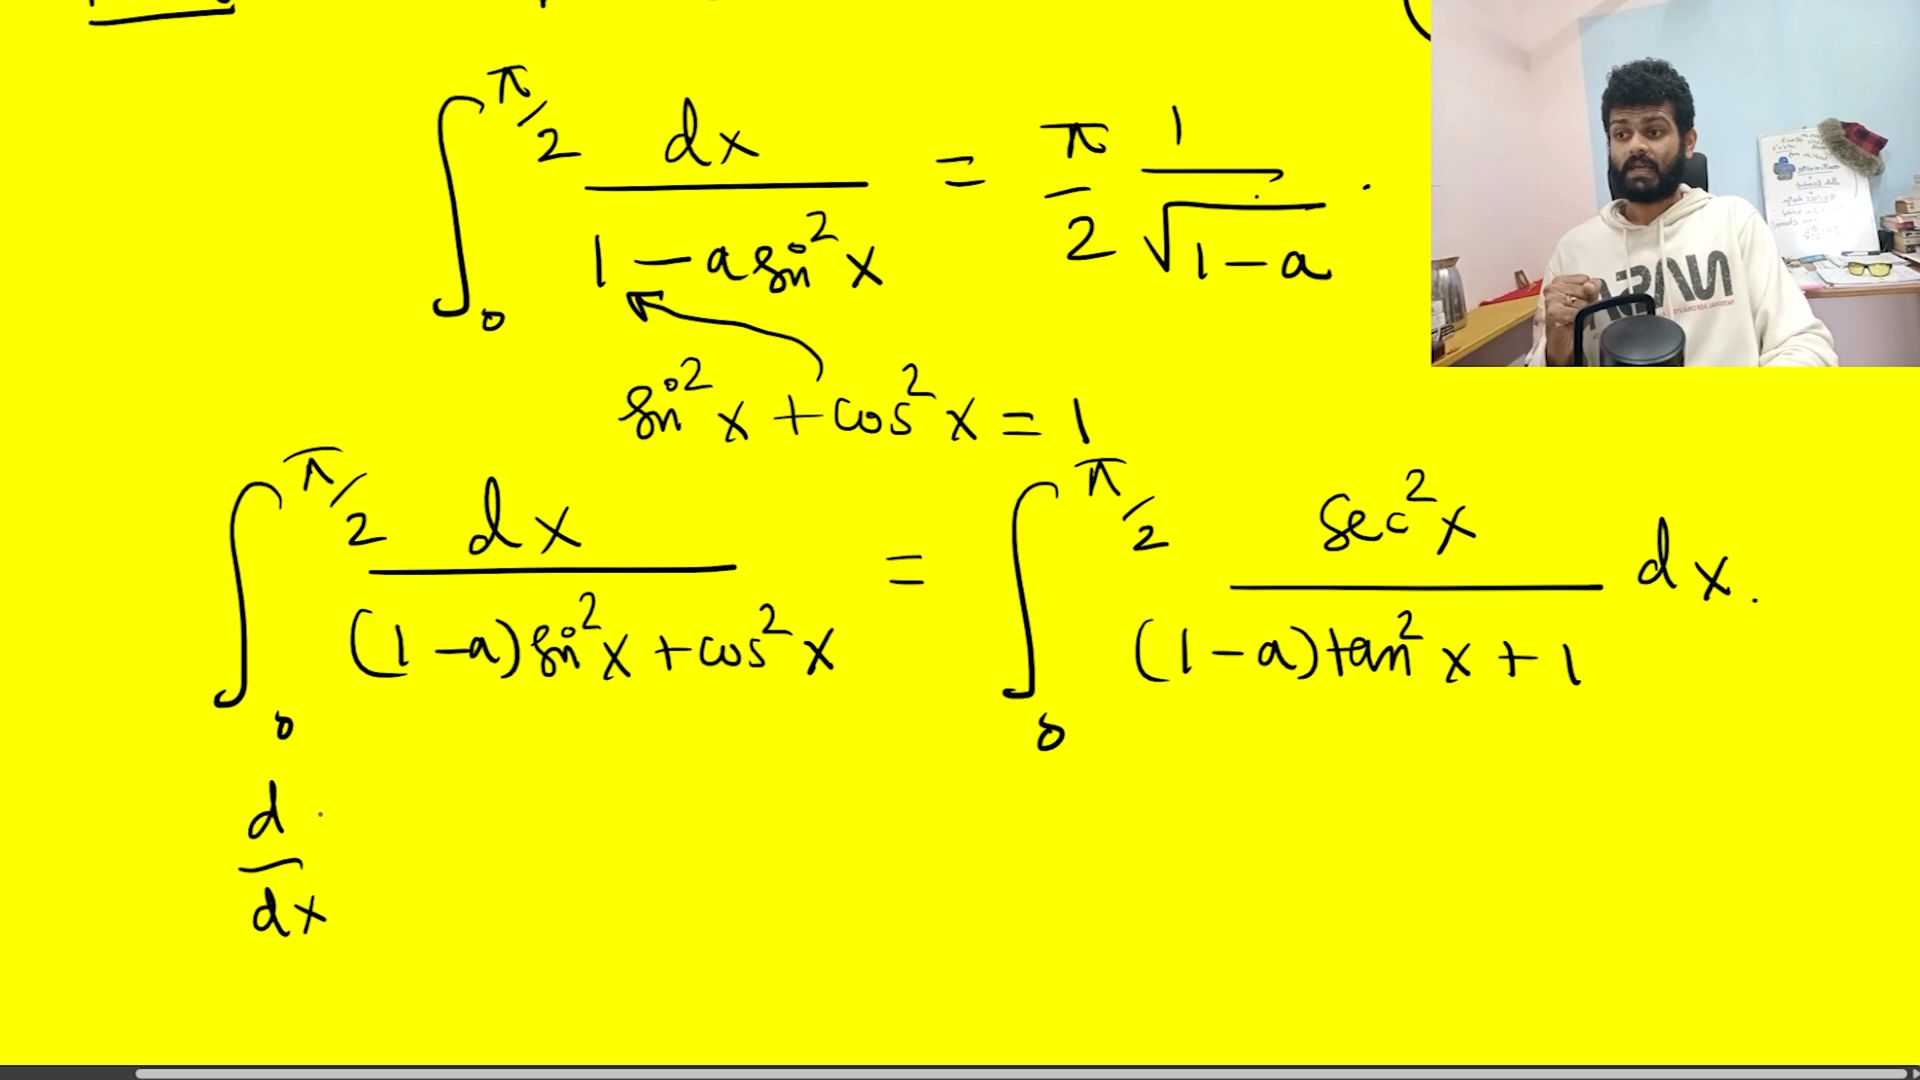 ∫₀^{π/2} dx / (1 - a sin²x) = π/2 1/√(1-a) .
sin²x + cos²x = 1
∫₀^{π/2} dx / ((1-a) sin²x + cos²x) = ∫₀^{π/2} sec²x / ((1-a) tan²x + 1) dx.
d/dx
NASA